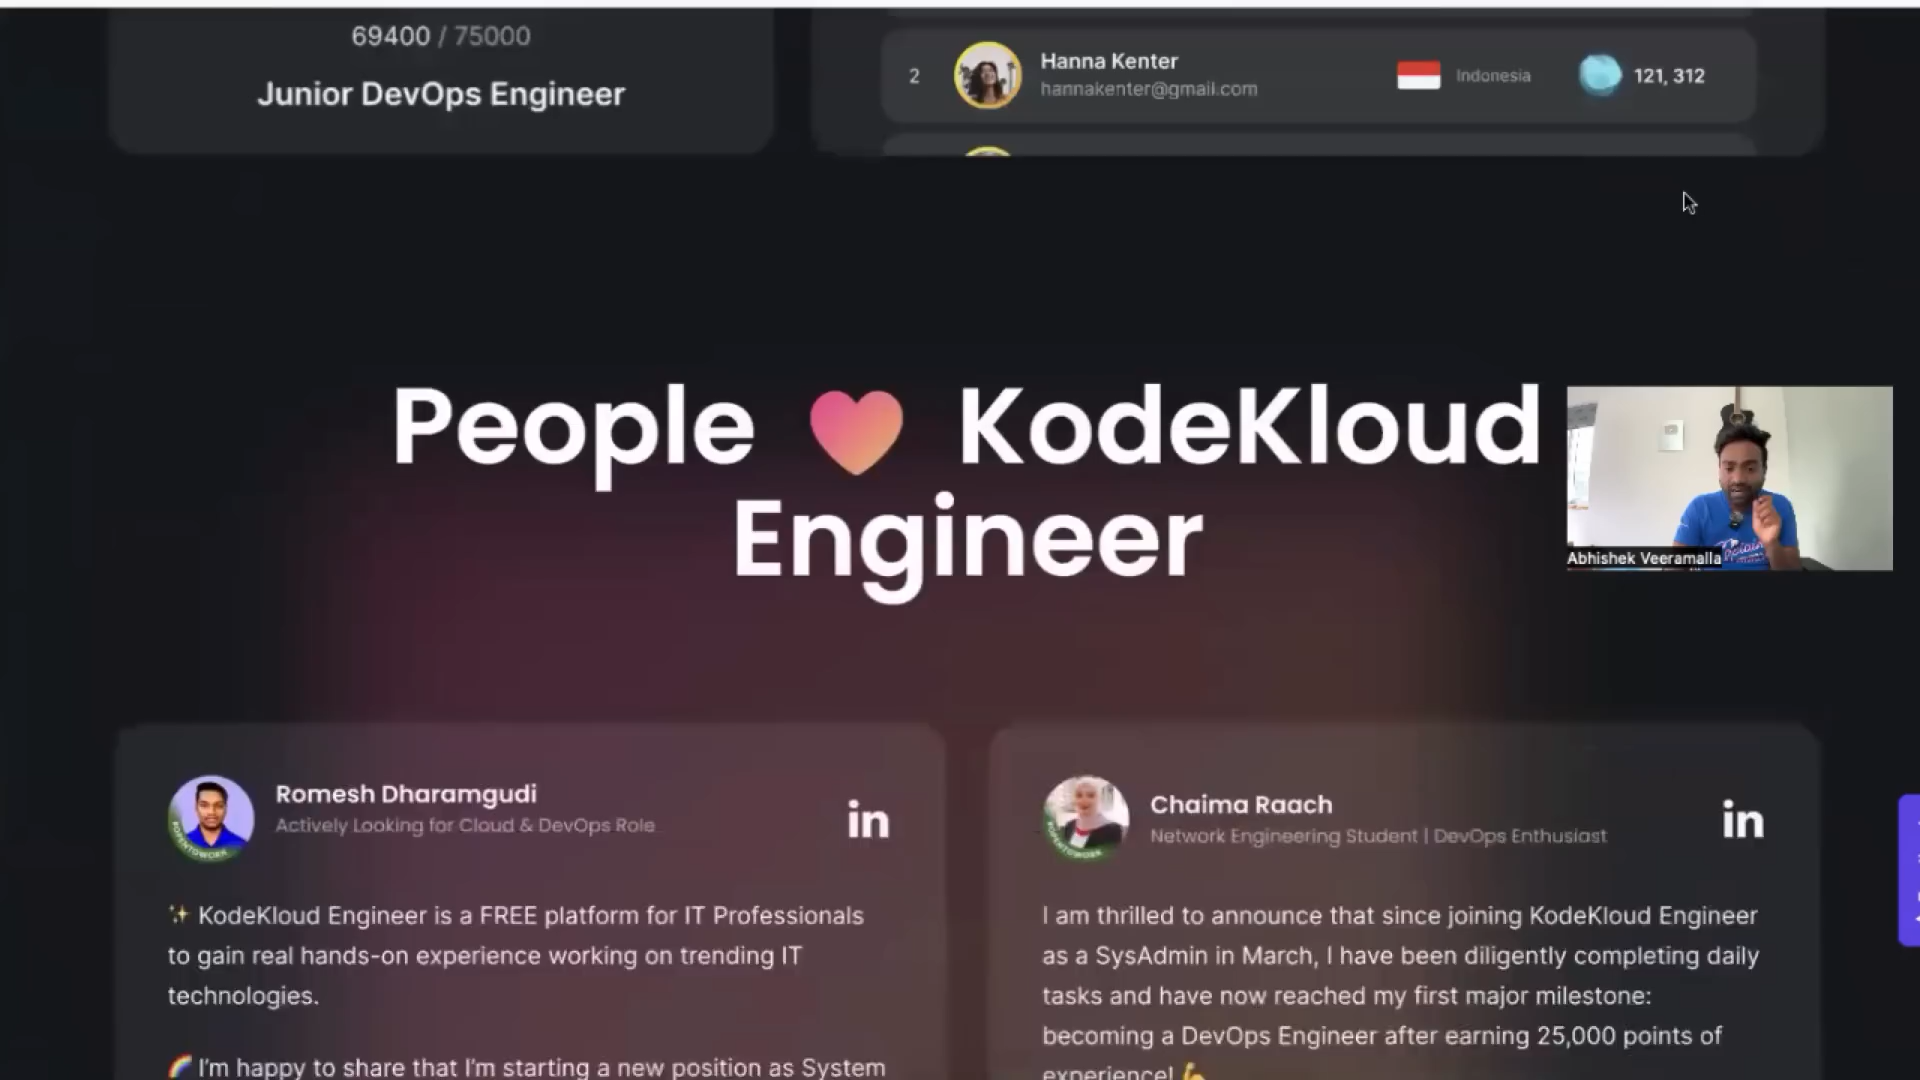 69400 / 75000
Junior DevOps Engineer
2
Hanna Kenter
hannakenter@gmail.com
Indonesia
121, 312
People ❤ KodeKloud
Engineer
Abhishek Veeramalla
Romesh Dharamgudi
Actively Looking for Cloud & DevOps Role
in
#OPENTOWORK
✨ KodeKloud Engineer is a FREE platform for IT Professionals
to gain real hands-on experience working on trending IT
technologies.
🌈 I'm happy to share that I'm starting a new position as System
Chaima Raach
Network Engineering Student | DevOps Enthusiast
in
#OPENTOWORK
I am thrilled to announce that since joining KodeKloud Engineer
as a SysAdmin in March, I have been diligently completing daily
tasks and have now reached my first major milestone:
becoming a DevOps Engineer after earning 25,000 points of
experience! 💪